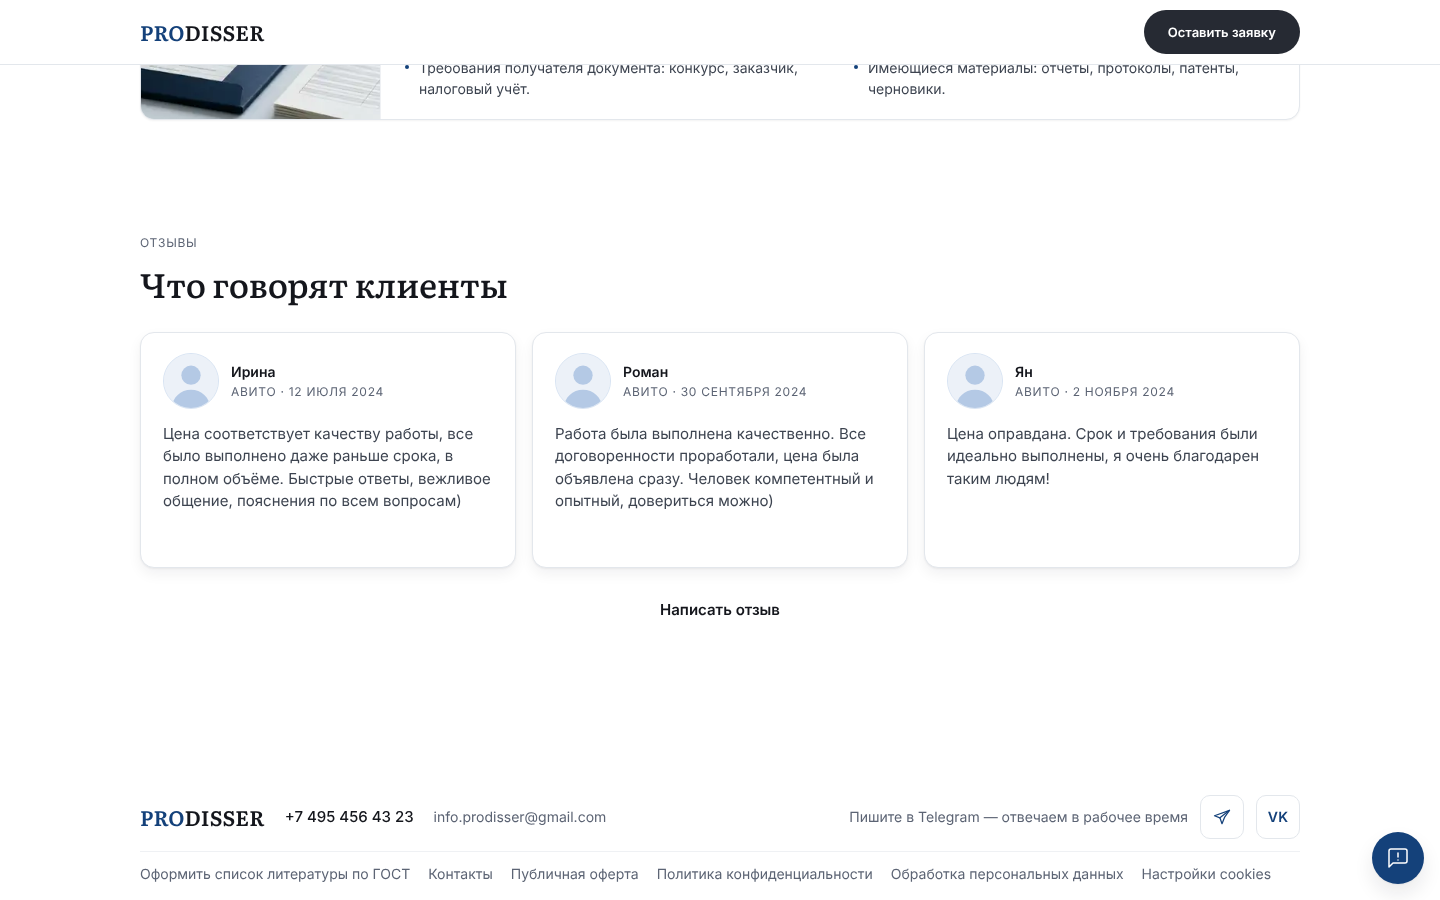 PRODISSER
Оставить заявку
Требования получателя документа: конкурс, заказчик,
налоговый учёт.
Имеющиеся материалы: отчёты, протоколы, патенты,
черновики.
ОТЗЫВЫ
Что говорят клиенты
Ирина
АВИТО · 12 ИЮЛЯ 2024
Цена соответствует качеству работы, все
было выполнено даже раньше срока, в
полном объёме. Быстрые ответы, вежливое
общение, пояснения по всем вопросам)
Роман
АВИТО · 30 СЕНТЯБРЯ 2024
Работа была выполнена качественно. Все
договоренности проработали, цена была
объявлена сразу. Человек компетентный и
опытный, довериться можно)
Ян
АВИТО · 2 НОЯБРЯ 2024
Цена оправдана. Срок и требования были
идеально выполнены, я очень благодарен
таким людям!
Написать отзыв
PRODISSER
+7 495 456 43 23
info.prodisser@gmail.com
Пишите в Telegram — отвечаем в рабочее время
VK
Оформить список литературы по ГОСТ
Контакты
Публичная оферта
Политика конфиденциальности
Обработка персональных данных
Настройки cookies